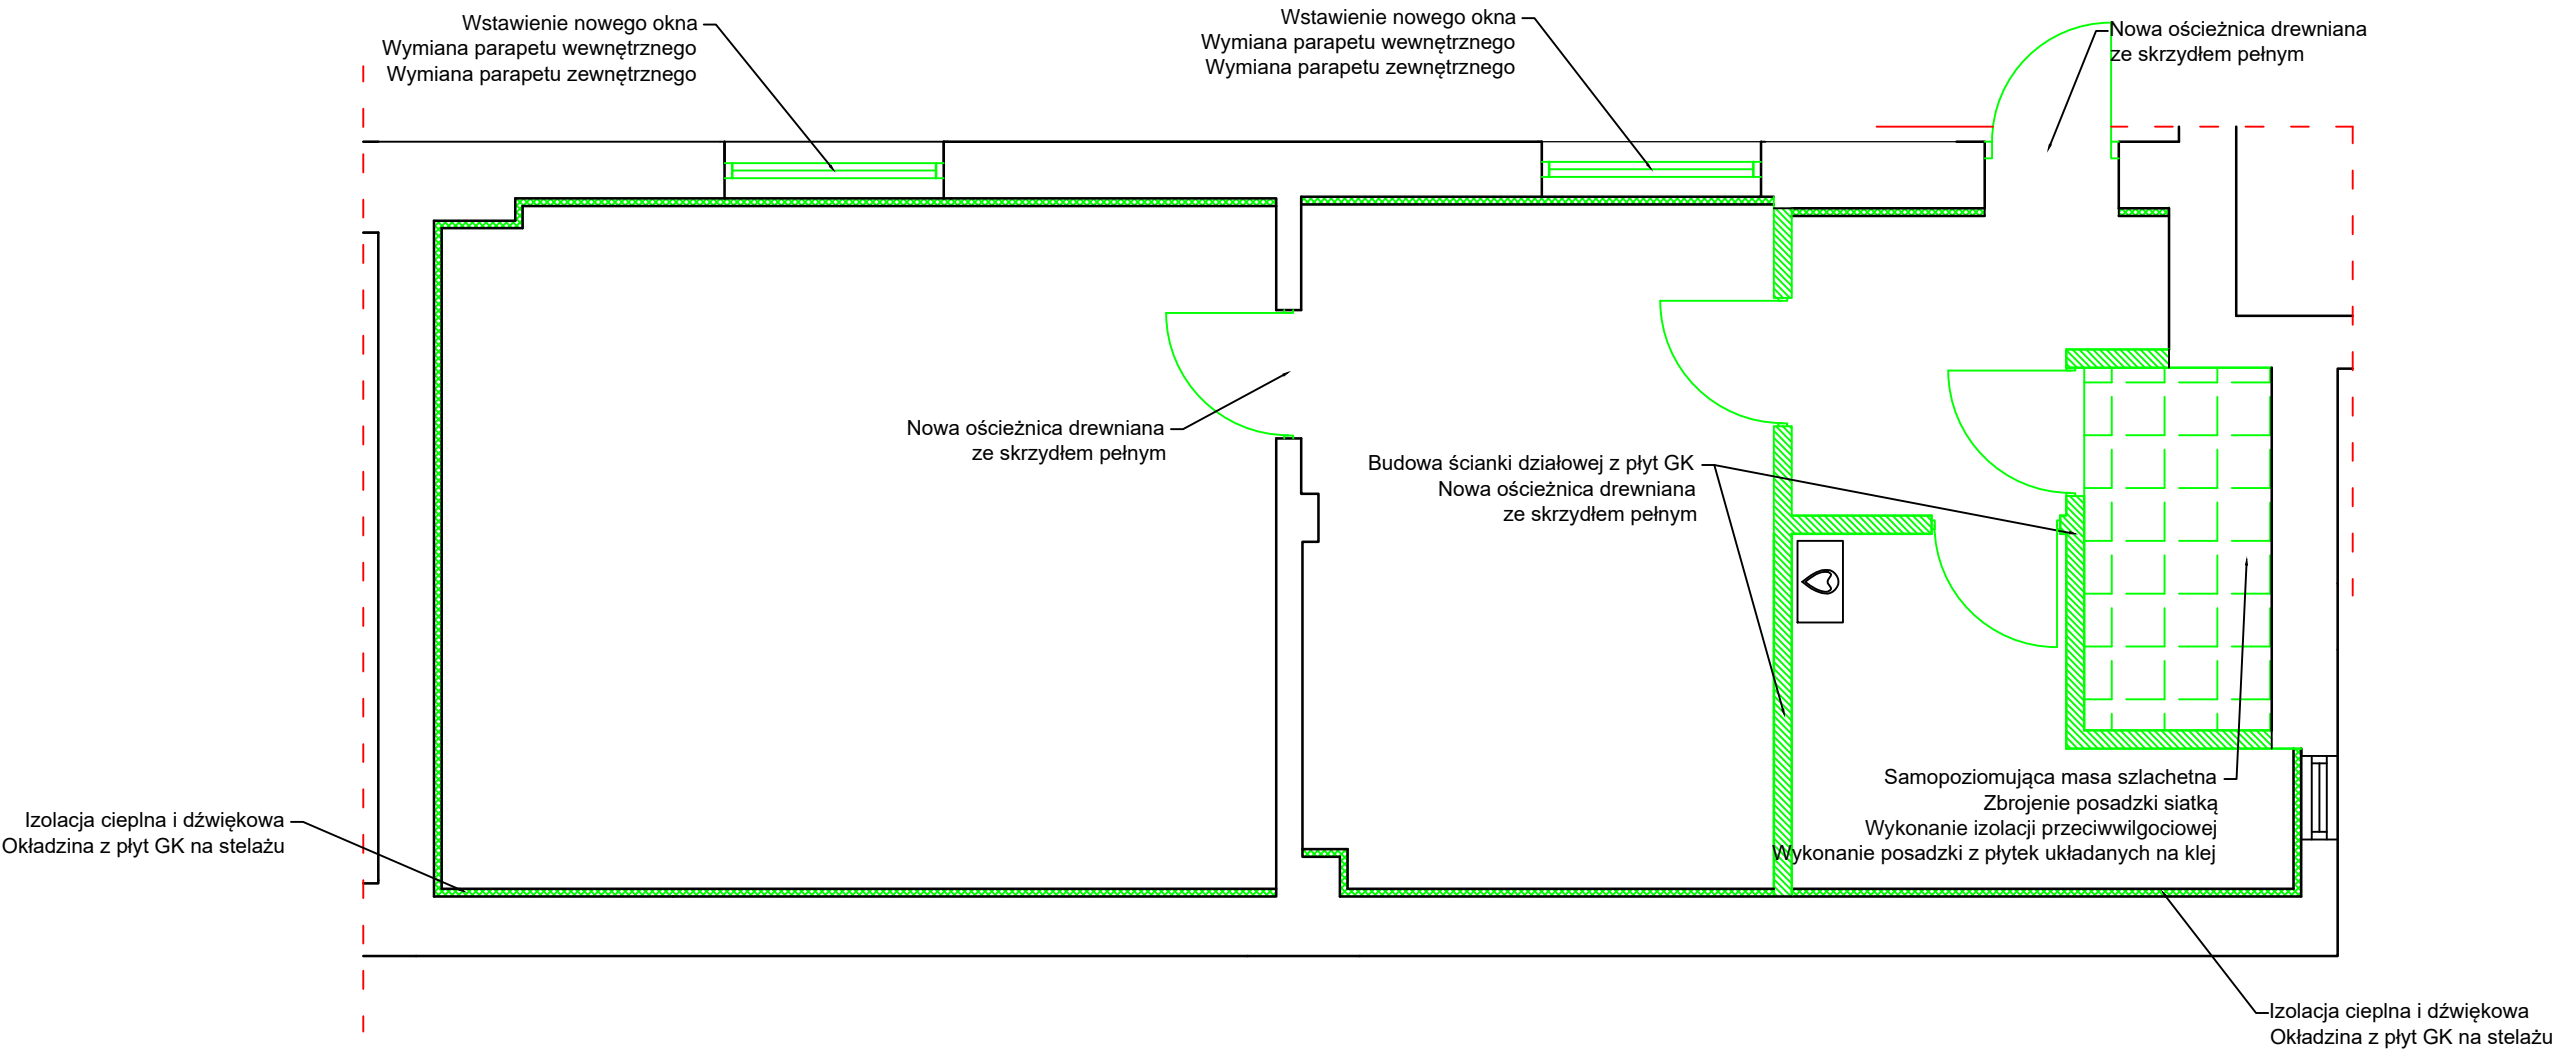 Wstawienie nowego okna
Wymiana parapetu wewnętrznego
Wymiana parapetu zewnętrznego
Wstawienie nowego okna
Wymiana parapetu wewnętrznego
Wymiana parapetu zewnętrznego
Nowa ościeżnica drewniana
ze skrzydłem pełnym
Nowa ościeżnica drewniana
ze skrzydłem pełnym
Budowa ścianki działowej z płyt GK
Nowa ościeżnica drewniana
ze skrzydłem pełnym
Samopoziomująca masa szlachetna
Zbrojenie posadzki siatką
Wykonanie izolacji przeciwwilgociowej
Wykonanie posadzki z płytek układanych na klej
Izolacja cieplna i dźwiękowa
Okładzina z płyt GK na stelażu
Izolacja cieplna i dźwiękowa
Okładzina z płyt GK na stelażu